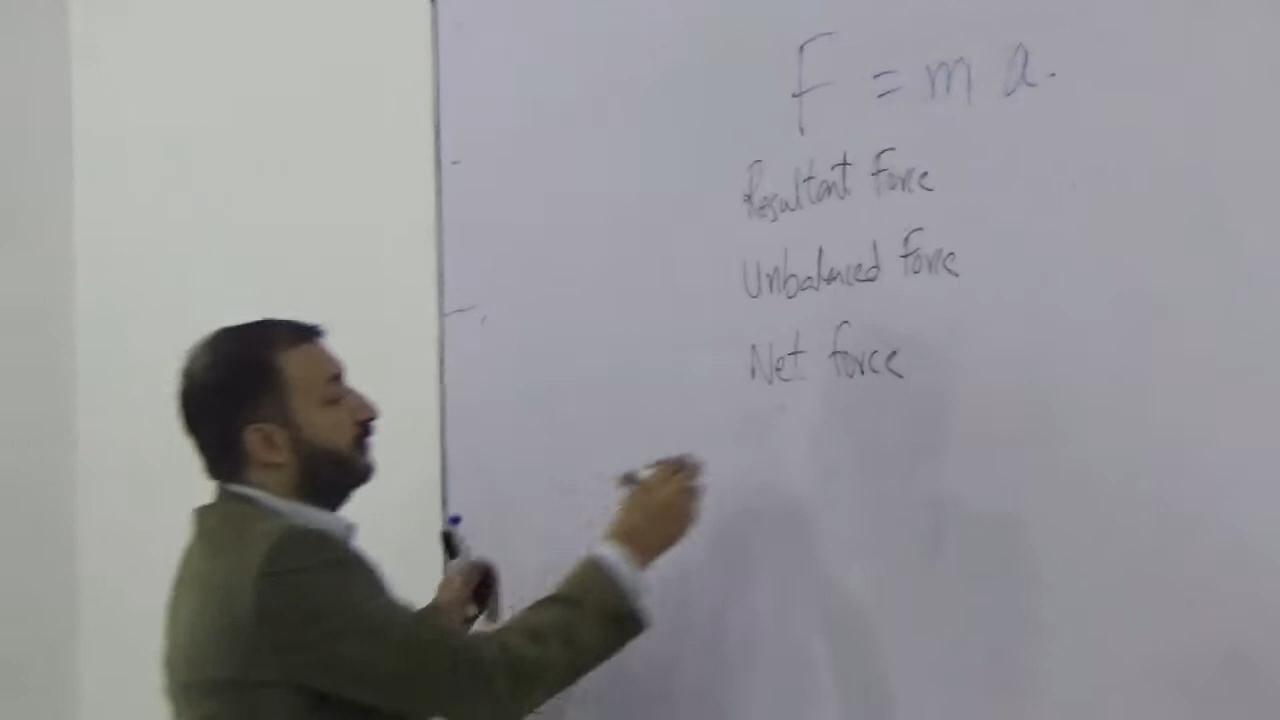 F = m a.
Resultant Force
Unbalanced Force
Net force